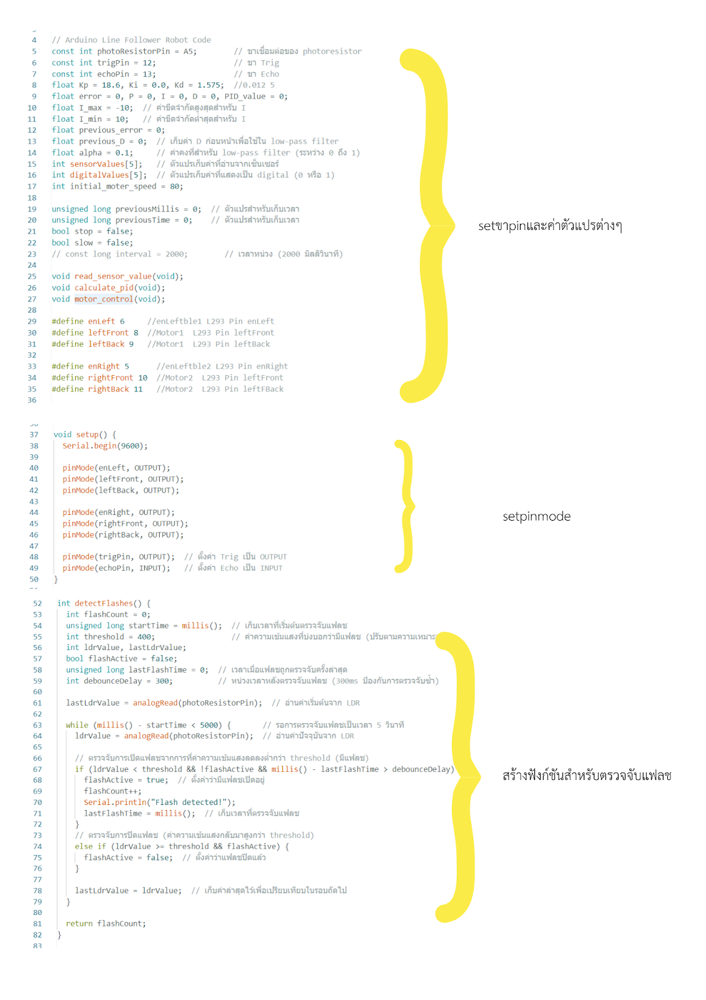 4 // Arduino Line Follower Robot Code
5 const int photoResistorPin = A5; // ขาเชื่อมต่อของ photoresistor
6 const int trigPin = 12; // ขา Trig
7 const int echoPin = 13; // ขา Echo
8 float Kp = 18.6, Ki = 0.0, Kd = 1.575; //0.012 5
9 float error = 0, P = 0, I = 0, D = 0, PID_value = 0;
10 float I_max = -10; // ค่าขีดจำกัดสูงสุดสำหรับ I
11 float I_min = 10; // ค่าขีดจำกัดต่ำสุดสำหรับ I
12 float previous_error = 0;
13 float previous_D = 0; // เก็บค่า D ก่อนหน้าเพื่อใช้ใน low-pass filter
14 float alpha = 0.1; // ค่าคงที่สำหรับ low-pass filter (ระหว่าง 0 ถึง 1)
15 int sensorValues[5]; // ตัวแปรเก็บค่าที่อ่านจากเซ็นเซอร์
16 int digitalValues[5]; // ตัวแปรเก็บค่าที่แสดงเป็น digital (0 หรือ 1)
17 int initial_moter_speed = 80;
18
19 unsigned long previousMillis = 0; // ตัวแปรสำหรับเก็บเวลา
20 unsigned long previousTime = 0; // ตัวแปรสำหรับเก็บเวลา
21 bool stop = false;
22 bool slow = false;
23 // const long interval = 2000; // เวลาหน่วง (2000 มิลลิวินาที)
24
25 void read_sensor_value(void);
26 void calculate_pid(void);
27 void motor_control(void);
28
29 #define enLeft 6 //enLeftble1 L293 Pin enLeft
30 #define leftFront 8 //Motor1 L293 Pin leftFront
31 #define leftBack 9 //Motor1 L293 Pin leftBack
32
33 #define enRight 5 //enLeftble2 L293 Pin enRight
34 #define rightFront 10 //Motor2 L293 Pin leftFront
35 #define rightBack 11 //Motor2 L293 Pin leftFBack
36
setขาpinและค่าตัวแปรต่างๆ
37 void setup() {
38 Serial.begin(9600);
39
40 pinMode(enLeft, OUTPUT);
41 pinMode(leftFront, OUTPUT);
42 pinMode(leftBack, OUTPUT);
43
44 pinMode(enRight, OUTPUT);
45 pinMode(rightFront, OUTPUT);
46 pinMode(rightBack, OUTPUT);
47
48 pinMode(trigPin, OUTPUT); // ตั้งค่า Trig เป็น OUTPUT
49 pinMode(echoPin, INPUT); // ตั้งค่า Echo เป็น INPUT
50 }
setpinmode
52 int detectFlashes() {
53 int flashCount = 0;
54 unsigned long startTime = millis(); // เก็บเวลาที่เริ่มต้นตรวจจับแฟลช
55 int threshold = 400; // ค่าความเข้มแสงที่บ่งบอกว่ามีแฟลช (ปรับตามความเหมาะ
56 int ldrValue, lastLdrValue;
57 bool flashActive = false;
58 unsigned long lastFlashTime = 0; // เวลาเมื่อแฟลชถูกตรวจจับครั้งล่าสุด
59 int debounceDelay = 300; // หน่วงเวลาหลังตรวจจับแฟลช (300ms ป้องกันการตรวจจับซ้ำ)
60
61 lastLdrValue = analogRead(photoResistorPin); // อ่านค่าเริ่มต้นจาก LDR
62
63 while (millis() - startTime < 5000) { // รอการตรวจจับแฟลชเป็นเวลา 5 วินาที
64 ldrValue = analogRead(photoResistorPin); // อ่านค่าปัจจุบันจาก LDR
65
66 // ตรวจจับการเปิดแฟลชจากการที่ค่าความเข้มแสงลดลงต่ำกว่า threshold (มีแฟลช)
67 if (ldrValue < threshold && !flashActive && millis() - lastFlashTime > debounceDelay)
68 flashActive = true; // ตั้งค่าว่ามีแฟลชเปิดอยู่
69 flashCount++;
70 Serial.println("Flash detected!");
71 lastFlashTime = millis(); // เก็บเวลาที่ตรวจจับแฟลช
72 }
73 // ตรวจจับการปิดแฟลช (ค่าความเข้มแสงกลับมาสูงกว่า threshold)
74 else if (ldrValue >= threshold && flashActive) {
75 flashActive = false; // ตั้งค่าว่าแฟลชปิดแล้ว
76 }
77
78 lastLdrValue = ldrValue; // เก็บค่าล่าสุดไว้เพื่อเปรียบเทียบในรอบถัดไป
79 }
80
81 return flashCount;
82 }
83
สร้างฟังก์ชันสำหรับตรวจจับแฟลช